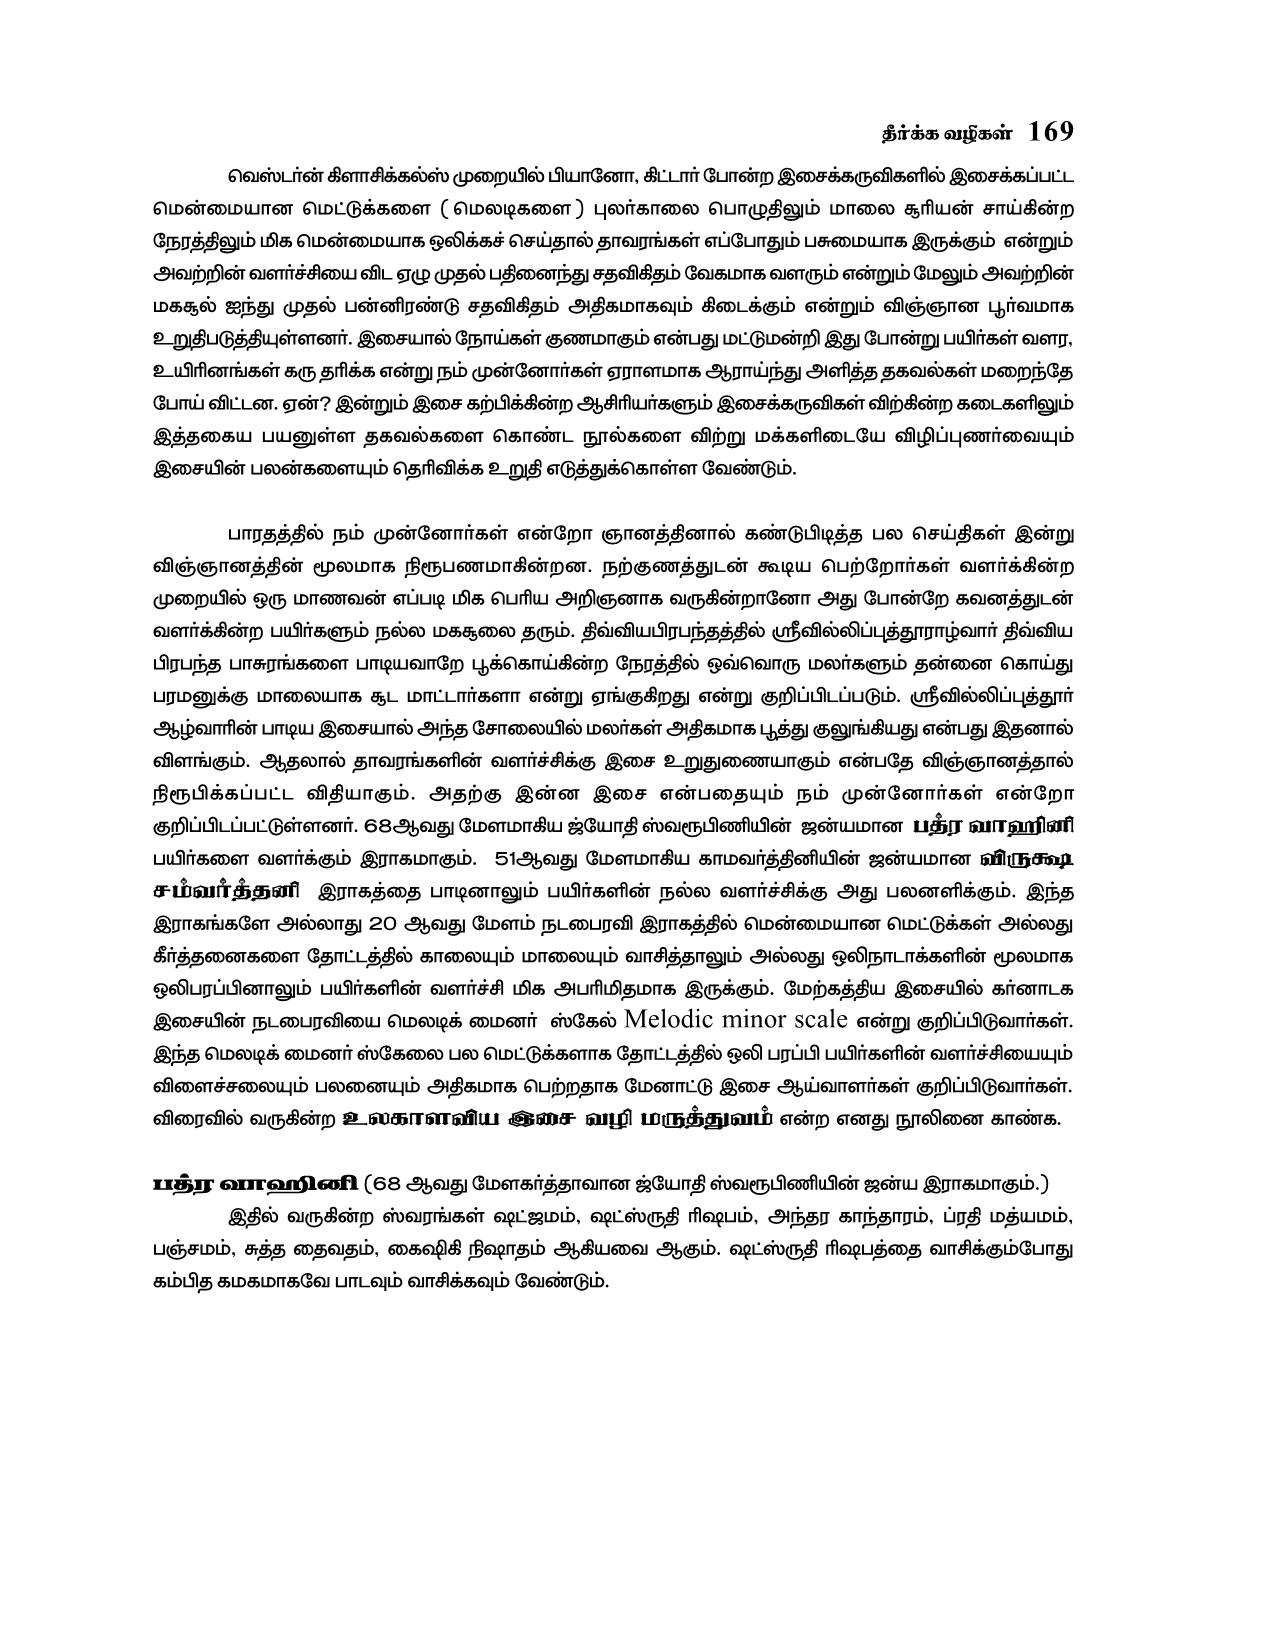 தீர்க்க வழிகள் 169
வெஸ்டர்ன் கிளாசிக்கல்ஸ் முறையில் பியானோ, கிட்டார் போன்ற இசைக்கருவிகளில் இசைக்கப்பட்ட
மென்மையான மெட்டுக்களை ( மெலடிகளை ) புலர்காலை பொழுதிலும் மாலை சூரியன் சாய்கின்ற
நேரத்திலும் மிக மென்மையாக ஒலிக்கச் செய்தால் தாவரங்கள் எப்போதும் பசுமையாக இருக்கும் என்றும்
அவற்றின் வளர்ச்சியை விட ஏழு முதல் பதினைந்து சதவிகிதம் வேகமாக வளரும் என்றும் மேலும் அவற்றின்
மகசூல் ஐந்து முதல் பன்னிரண்டு சதவிகிதம் அதிகமாகவும் கிடைக்கும் என்றும் விஞ்ஞான பூர்வமாக
உறுதிபடுத்தியுள்ளனர். இசையால் நோய்கள் குணமாகும் என்பது மட்டுமன்றி இது போன்று பயிர்கள் வளர,
உயிரினங்கள் கரு தரிக்க என்று நம் முன்னோர்கள் ஏராளமாக ஆராய்ந்து அளித்த தகவல்கள் மறைந்தே
போய் விட்டன. ஏன்? இன்றும் இசை கற்பிக்கின்ற ஆசிரியர்களும் இசைக்கருவிகள் விற்கின்ற கடைகளிலும்
இத்தகைய பயனுள்ள தகவல்களை கொண்ட நூல்களை விற்று மக்களிடையே விழிப்புணர்வையும்
இசையின் பலன்களையும் தெரிவிக்க உறுதி எடுத்துக்கொள்ள வேண்டும்.
பாரதத்தில் நம் முன்னோர்கள் என்றோ ஞானத்தினால் கண்டுபிடித்த பல செய்திகள் இன்று
விஞ்ஞானத்தின் மூலமாக நிரூபணமாகின்றன. நற்குணத்துடன் கூடிய பெற்றோர்கள் வளர்க்கின்ற
முறையில் ஒரு மாணவன் எப்படி மிக பெரிய அறிஞனாக வருகின்றானோ அது போன்றே கவனத்துடன்
வளர்க்கின்ற பயிர்களும் நல்ல மகசூலை தரும். திவ்வியபிரபந்தத்தில் ஸ்ரீவில்லிப்புத்தூராழ்வார் திவ்விய
பிரபந்த பாசுரங்களை பாடியவாறே பூக்கொய்கின்ற நேரத்தில் ஒவ்வொரு மலர்களும் தன்னை கொய்து
பரமனுக்கு மாலையாக சூட மாட்டார்களா என்று ஏங்குகிறது என்று குறிப்பிடப்படும். ஸ்ரீவில்லிப்புத்தூர்
ஆழ்வாரின் பாடிய இசையால் அந்த சோலையில் மலர்கள் அதிகமாக பூத்து குலுங்கியது என்பது இதனால்
விளங்கும். ஆதலால் தாவரங்களின் வளர்ச்சிக்கு இசை உறுதுணையாகும் என்பதே விஞ்ஞானத்தால்
நிரூபிக்கப்பட்ட விதியாகும். அதற்கு இன்ன இசை என்பதையும் நம் முன்னோர்கள் என்றோ
குறிப்பிடப்பட்டுள்ளனர். 68ஆவது மேளமாகிய ஜ்யோதி ஸ்வரூபிணியின் ஜன்யமான பத்ர வாஹினி
பயிர்களை வளர்க்கும் இராகமாகும். 51ஆவது மேளமாகிய காமவர்த்தினியின் ஜன்யமான விருகூஷ
சம்வர்த்தனி இராகத்தை பாடினாலும் பயிர்களின் நல்ல வளர்ச்சிக்கு அது பலனளிக்கும். இந்த
இராகங்களே அல்லாது 20 ஆவது மேளம் நடபைரவி இராகத்தில் மென்மையான மெட்டுக்கள் அல்லது
கீர்த்தனைகளை தோட்டத்தில் காலையும் மாலையும் வாசித்தாலும் அல்லது ஒலிநாடாக்களின் மூலமாக
ஒலிபரப்பினாலும் பயிர்களின் வளர்ச்சி மிக அபரிமிதமாக இருக்கும். மேற்கத்திய இசையில் கர்னாடக
இசையின் நடபைரவியை மெலடிக் மைனர் ஸ்கேல் Melodic minor scale என்று குறிப்பிடுவார்கள்.
இந்த மெலடிக் மைனர் ஸ்கேலை பல மெட்டுக்களாக தோட்டத்தில் ஒலி பரப்பி பயிர்களின் வளர்ச்சியையும்
விளைச்சலையும் பலனையும் அதிகமாக பெற்றதாக மேனாட்டு இசை ஆய்வாளர்கள் குறிப்பிடுவார்கள்.
விரைவில் வருகின்ற உலகாளவிய இசை வழி மருத்துவம் என்ற எனது நூலினை காண்க.
பத்ர வாஹினி (68 ஆவது மேளகர்த்தாவான ஜ்யோதி ஸ்வரூபிணியின் ஜன்ய இராகமாகும்.)
இதில் வருகின்ற ஸ்வரங்கள் ஷட்ஜமம், ஷட்ஸ்ருதி ரிஷபம், அந்தர காந்தாரம், ப்ரதி மத்யமம்,
பஞ்சமம், சுத்த தைவதம், கைஷிகி நிஷாதம் ஆகியவை ஆகும். ஷட்ஸ்ருதி ரிஷபத்தை வாசிக்கும்போது
கம்பித கமகமாகவே பாடவும் வாசிக்கவும் வேண்டும்.